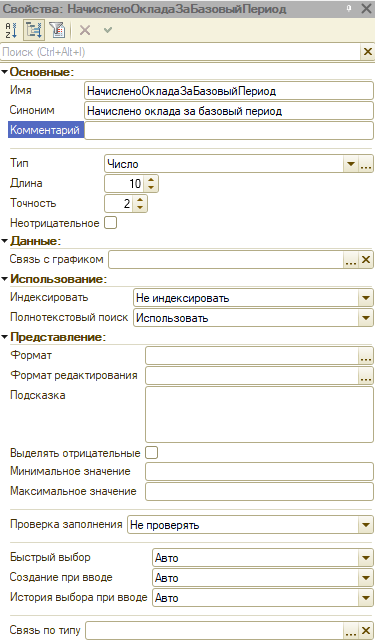 Свойства: НачисленоОкладаЗаБазовыйПериод
Поиск (Ctrl+Alt+I)
Основные:
Имя НачисленоОкладаЗаБазовыйПериод
Синоним Начислено оклада за базовый период
Комментарий
Тип Число
Длина 10
Точность 2
Неотрицательное
Данные:
Связь с графиком
Использование:
Индексировать Не индексировать
Полнотекстовый поиск Использовать
Представление:
Формат
Формат редактирования
Подсказка
Выделять отрицательные
Минимальное значение
Максимальное значение
Проверка заполнения Не проверять
Быстрый выбор Авто
Создание при вводе Авто
История выбора при вводе Авто
Связь по типу